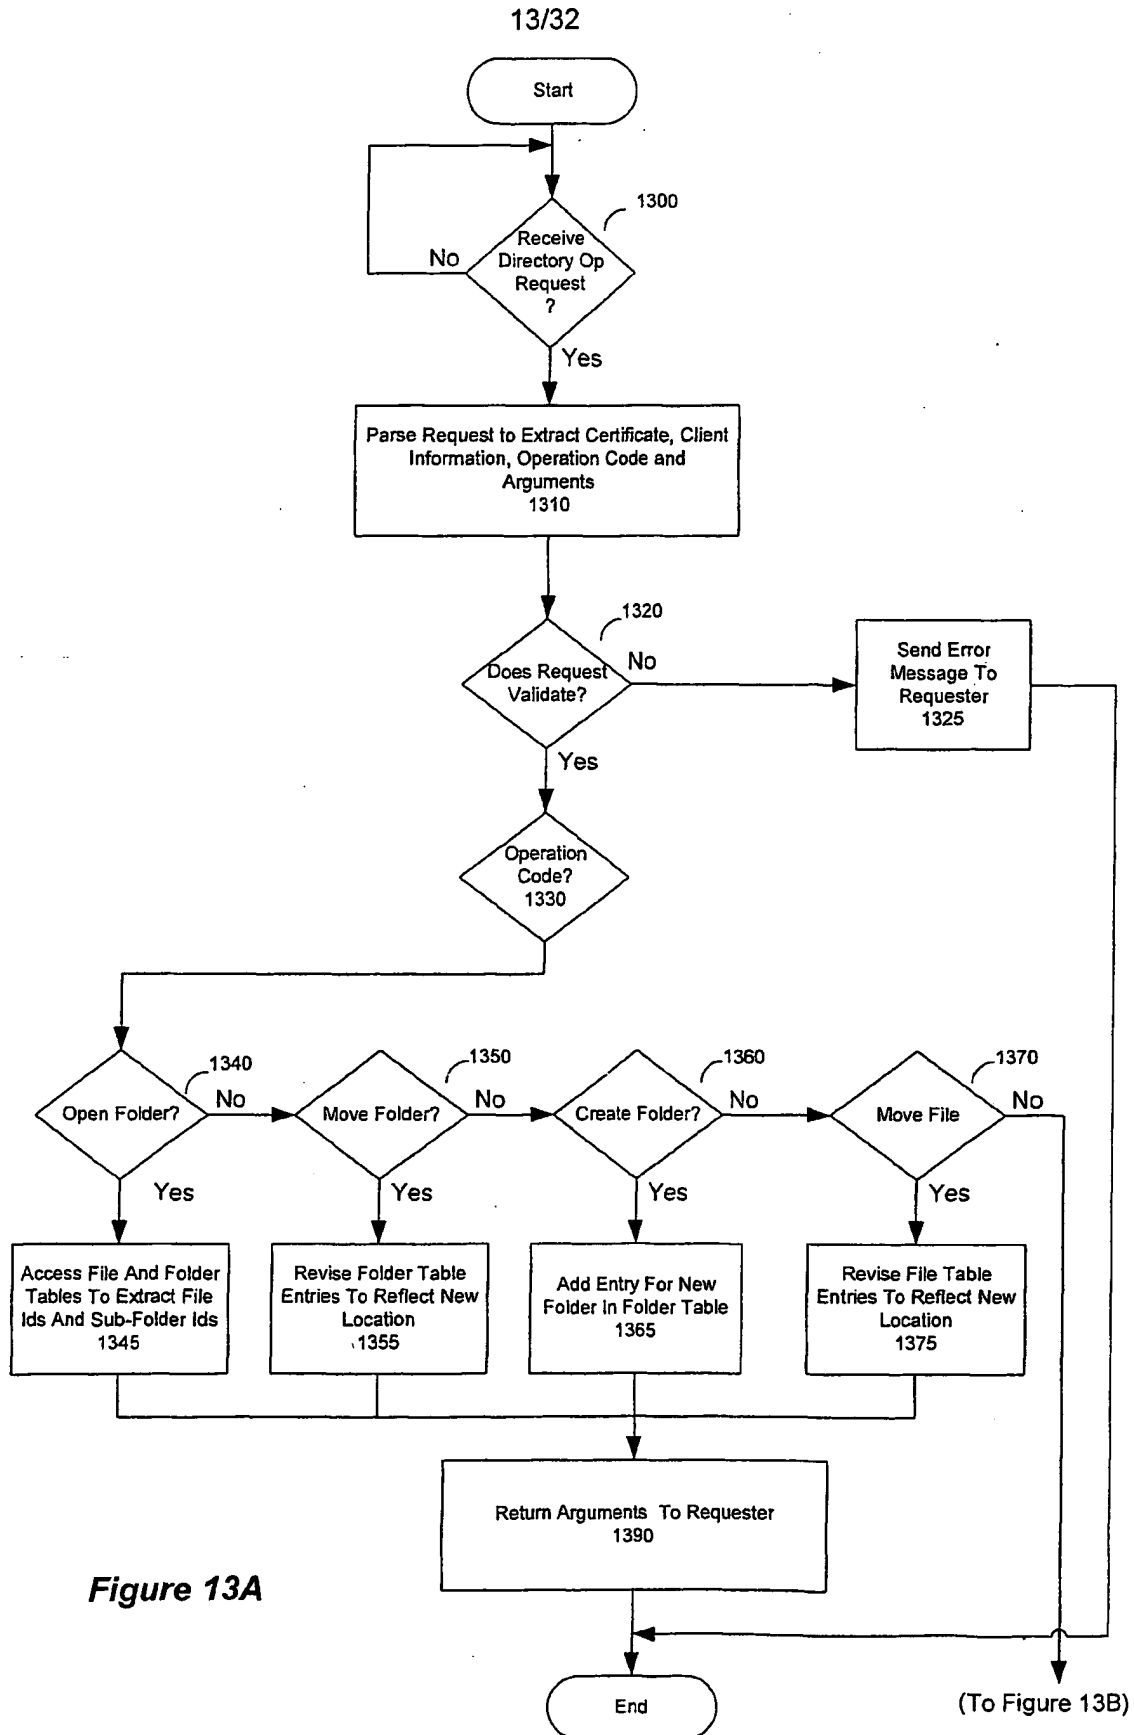 13/32
Start
1300
Receive
Directory Op
Request
?
No
Yes
Parse Request to Extract Certificate, Client
Information, Operation Code and
Arguments
1310
1320
Does Request
Validate?
No
Send Error
Message To
Requester
1325
Yes
Operation
Code?
1330
1340
Open Folder?
No
1350
Move Folder?
No
1360
Create Folder?
No
1370
Move File
No
Yes
Yes
Yes
Yes
Access File And Folder
Tables To Extract File
Ids And Sub-Folder Ids
1345
Revise Folder Table
Entries To Reflect New
Location
1355
Add Entry For New
Folder In Folder Table
1365
Revise File Table
Entries To Reflect New
Location
1375
Return Arguments To Requester
1390
Figure 13A
End
(To Figure 13B)